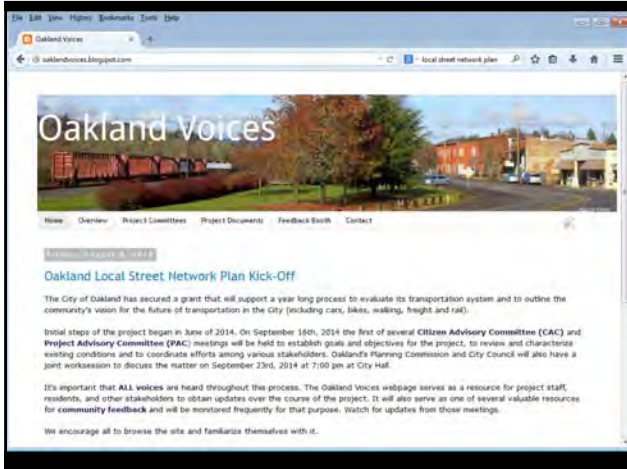 File Edit View History Bookmarks Tools Help
Oakland Voices
oaklandvoices.blogspot.com
local street network plan
Oakland Voices
Home Overview Project Committees Project Documents Feedback Booth Contact
Oakland Local Street Network Plan Kick-Off
The City of Oakland has secured a grant that will support a year long process to evaluate its transportation system and to outline the
community's vision for the future of transportation in the City (including cars, bikes, walking, freight and rail).
Initial steps of the project began in June of 2014. On September 16th, 2014 the first of several Citizen Advisory Committee (CAC) and
Project Advisory Committee (PAC) meetings will be held to establish goals and objectives for the project, to review and characterize
existing conditions and to coordinate efforts among various stakeholders. Oakland's Planning Commission and City Council will also have a
joint worksession to discuss the matter on September 23rd, 2014 at 7:00 pm at City Hall.
It's important that ALL voices are heard throughout this process. The Oakland Voices webpage serves as a resource for project staff,
residents, and other stakeholders to obtain updates over the course of the project. It will also serve as one of several valuable resources
for community feedback and will be monitored frequently for that purpose. Watch for updates from those meetings.
We encourage all to browse the site and familiarize themselves with it.